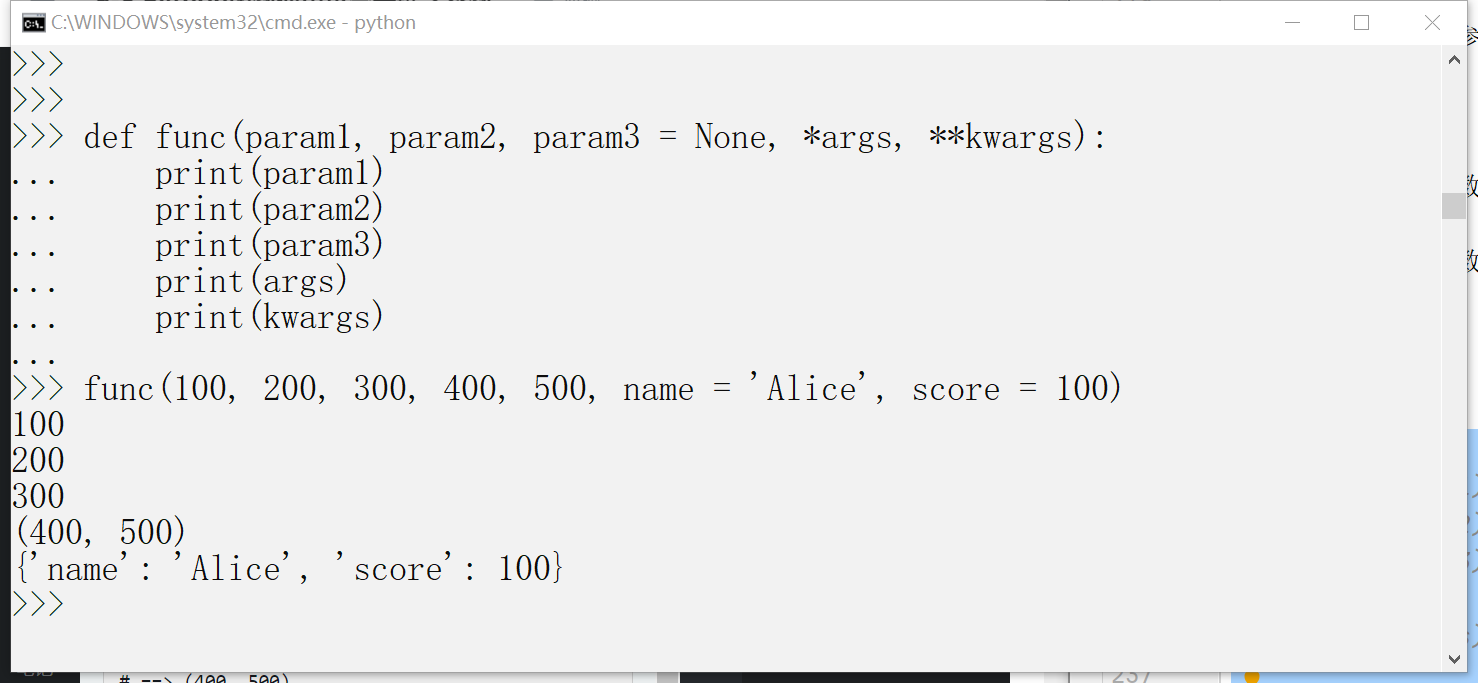 C:\WINDOWS\system32\cmd.exe - python
>>>
>>>
>>> def func(param1, param2, param3 = None, *args, **kwargs):
...     print(param1)
...     print(param2)
...     print(param3)
...     print(args)
...     print(kwargs)
...
>>> func(100, 200, 300, 400, 500, name = 'Alice', score = 100)
100
200
300
(400, 500)
{'name': 'Alice', 'score': 100}
>>>
# ==> (400, 500)
237